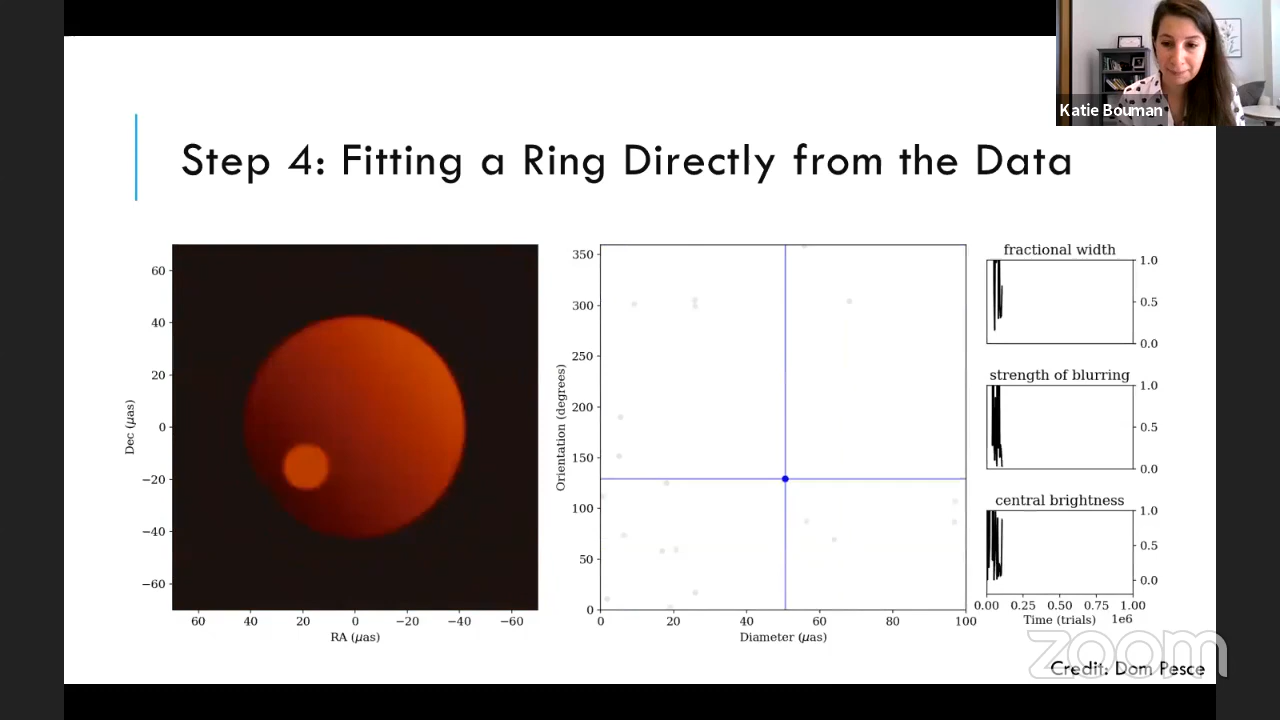 Katie Bouman
Step 4: Fitting a Ring Directly from the Data
60
40
20
0
−20
−40
−60
Dec (μas)
60 40 20 0 −20 −40 −60
RA (μas)
350
300
250
200
150
100
50
0
Orientation (degrees)
0 20 40 60 80 100
Diameter (μas)
fractional width
1.0
0.5
0.0
strength of blurring
1.0
0.5
0.0
central brightness
1.0
0.5
0.0
0.00 0.25 0.50 0.75 1.00
Time (trials) 1e6
zoom
Credit: Dom Pesce